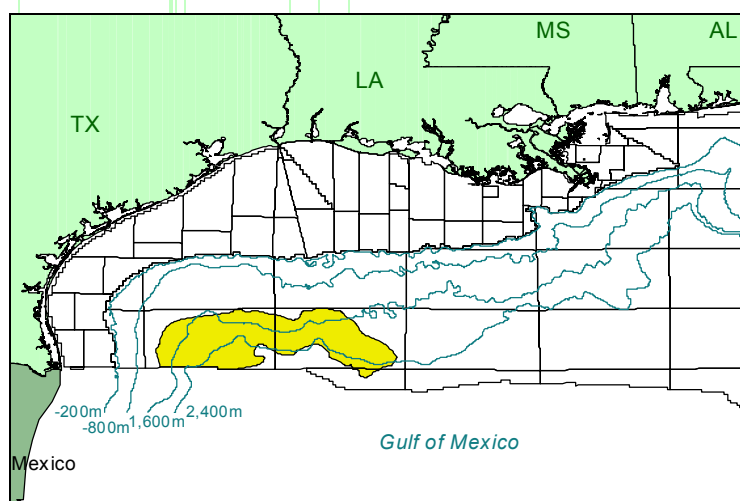 MS
AL
LA
TX
-200m
-800m
1,600m
2,400m
Gulf of Mexico
Mexico